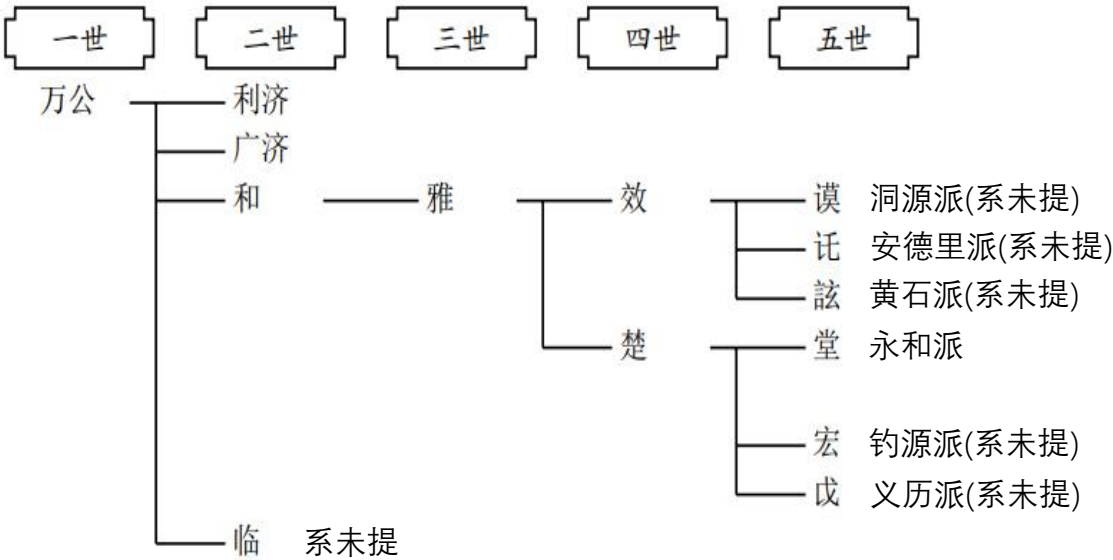 一世 二世 三世 四世 五世
万公 利济
广济
和 雅 效 谟 洞源派(系未提)
讬 安德里派(系未提)
詃 黄石派(系未提)
楚 堂 永和派
宏 钓源派(系未提)
戉 义历派(系未提)
临 系未提